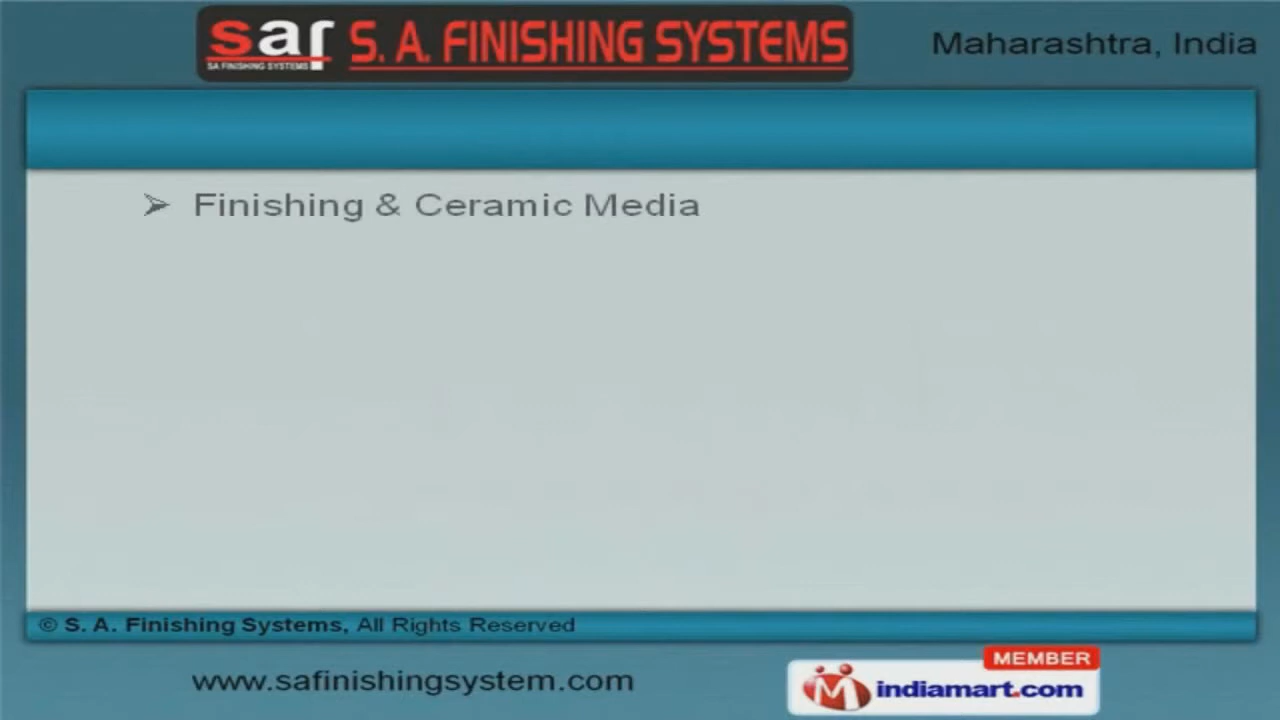 sar
SA FINISHING SYSTEMS
S. A. FINISHING SYSTEMS
Maharashtra, India
➢ Finishing & Ceramic Media
© S. A. Finishing Systems, All Rights Reserved
www.safinishingsystem.com
MEMBER
indiamart.com